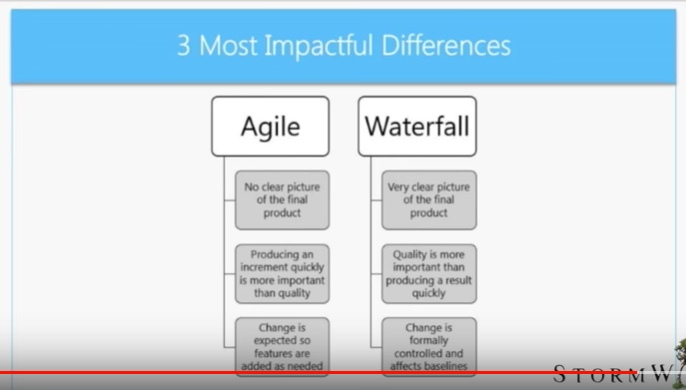 3 Most Impactful Differences
Agile
Waterfall
No clear picture
of the final
product
Very clear picture
of the final
product
Producing an
increment quickly
is more important
than quality
Quality is more
important than
producing a result
quickly
Change is
expected so
features are
added as needed
Change is
formally
controlled and
affects baselines